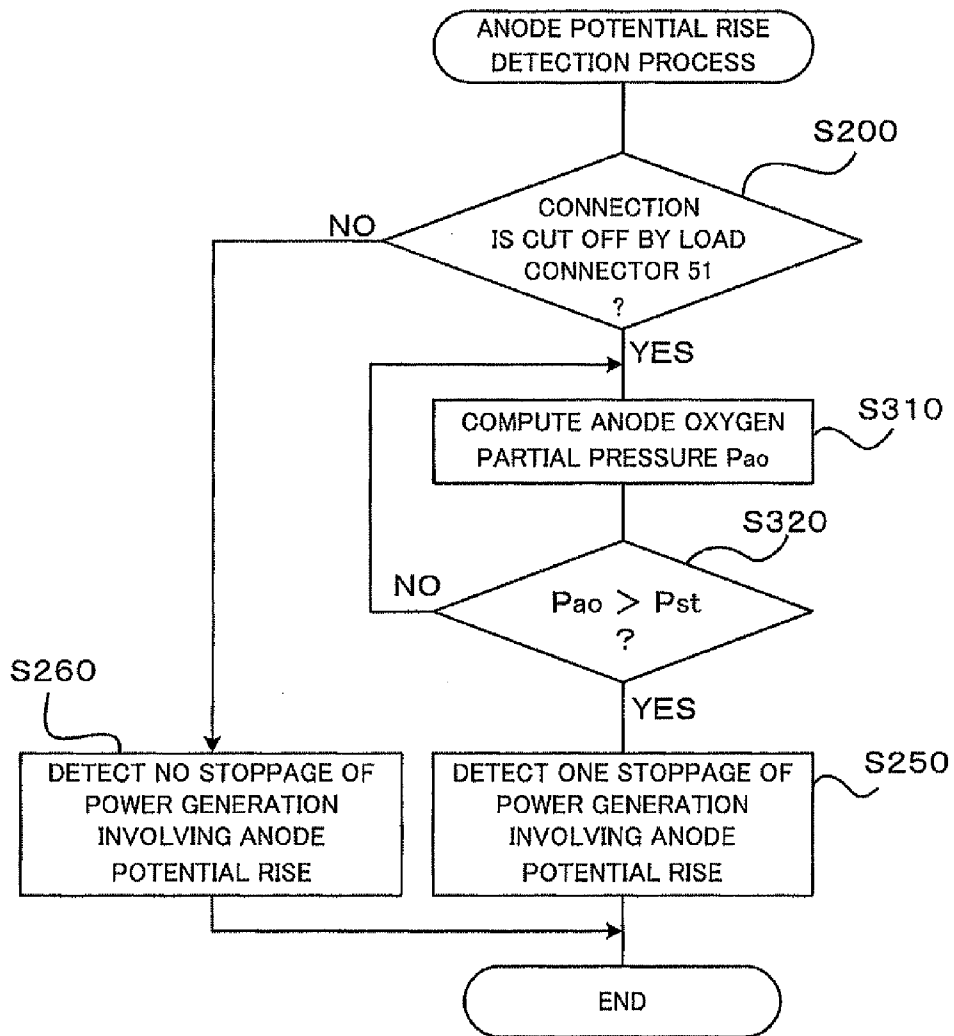 ANODE POTENTIAL RISE
DETECTION PROCESS
S200
CONNECTION
IS CUT OFF BY LOAD
CONNECTOR 51
?
NO
YES
S310
COMPUTE ANODE OXYGEN
PARTIAL PRESSURE Pao
S320
NO
Pao > Pst
?
YES
S260
DETECT NO STOPPAGE OF
POWER GENERATION
INVOLVING ANODE
POTENTIAL RISE
S250
DETECT ONE STOPPAGE OF
POWER GENERATION
INVOLVING ANODE
POTENTIAL RISE
END